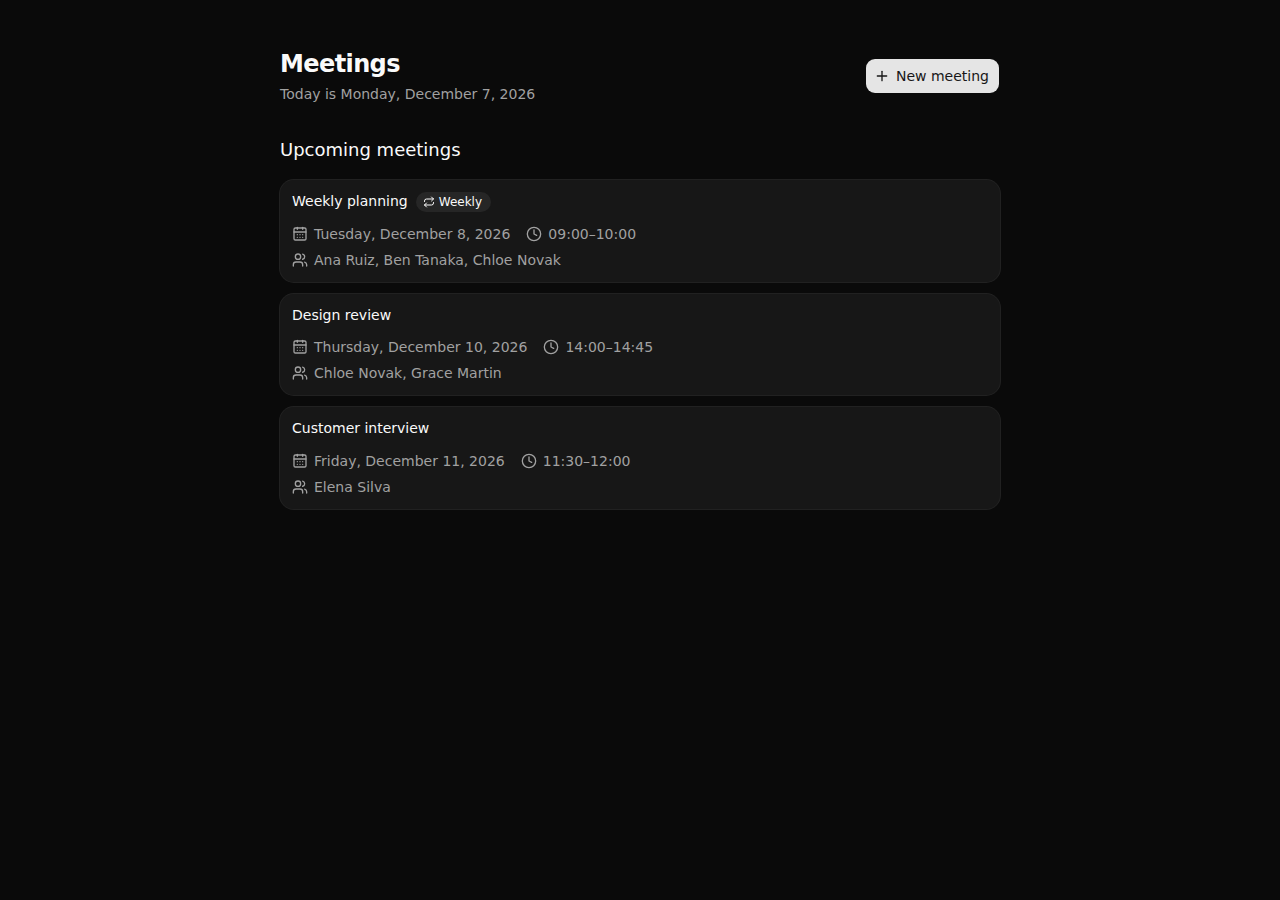 Meetings
Today is Monday, December 7, 2026
New meeting
Upcoming meetings
Weekly planning Weekly
Tuesday, December 8, 2026 09:00–10:00
Ana Ruiz, Ben Tanaka, Chloe Novak
Design review
Thursday, December 10, 2026 14:00–14:45
Chloe Novak, Grace Martin
Customer interview
Friday, December 11, 2026 11:30–12:00
Elena Silva